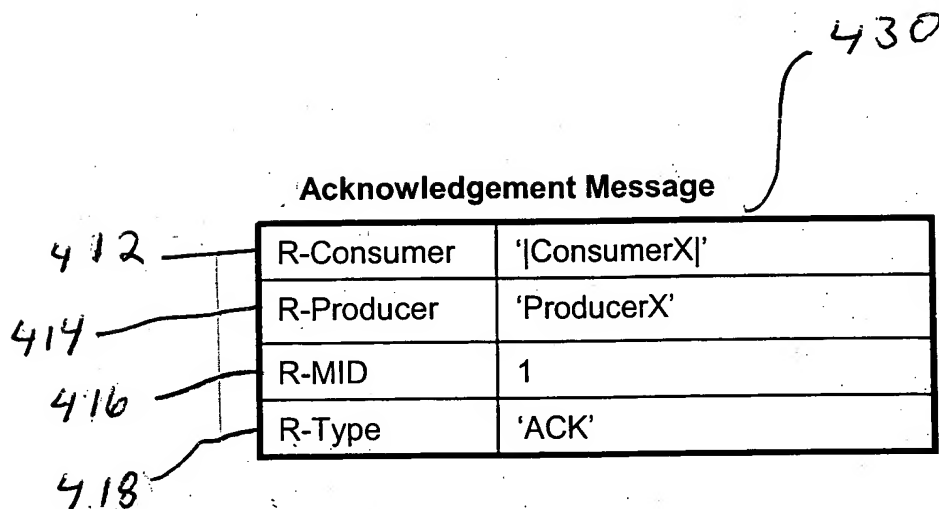 430
Acknowledgement Message
412 R-Consumer '|ConsumerX|'
414 R-Producer 'ProducerX'
416 R-MID 1
418 R-Type 'ACK'